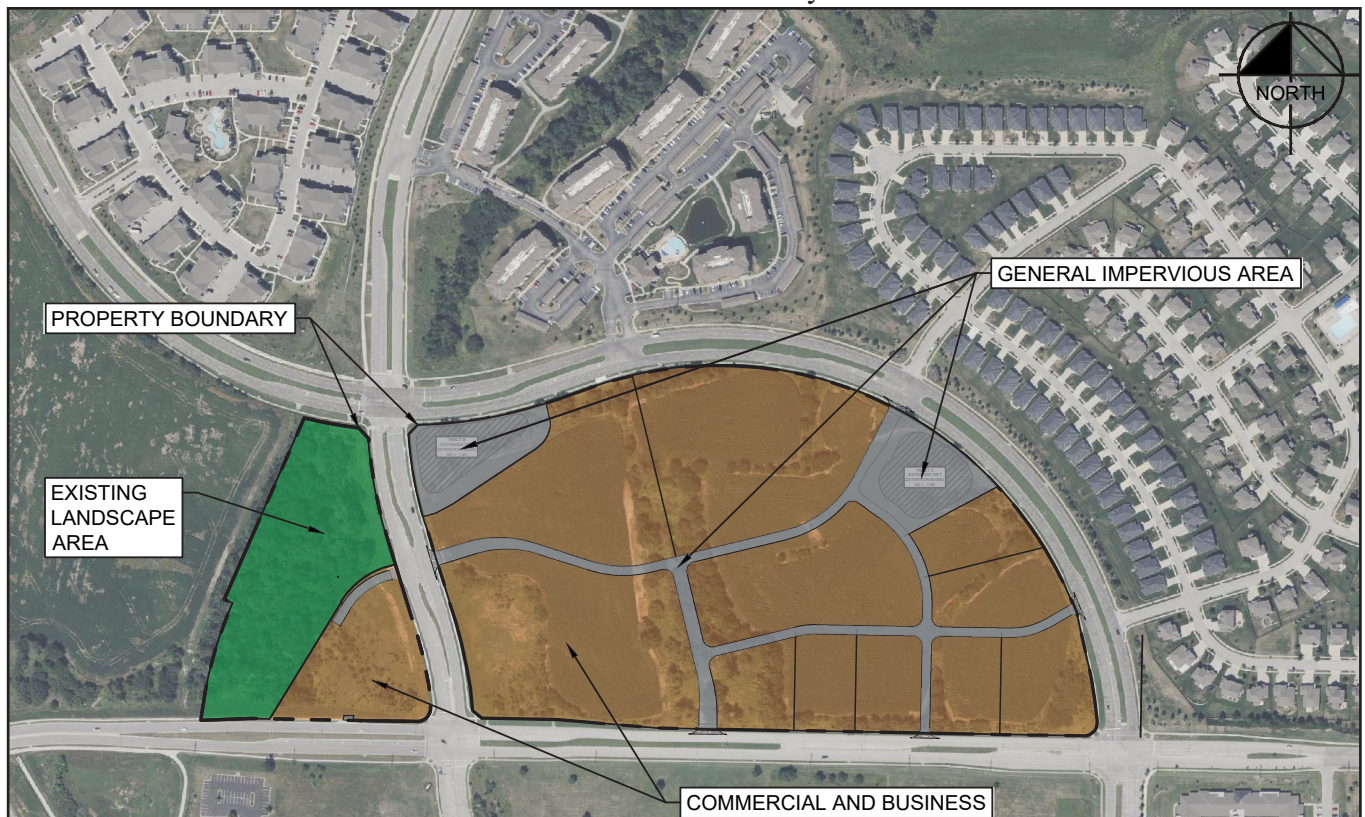 NORTH
GENERAL IMPERVIOUS AREA
PROPERTY BOUNDARY
EXISTING
LANDSCAPE
AREA
COMMERCIAL AND BUSINESS